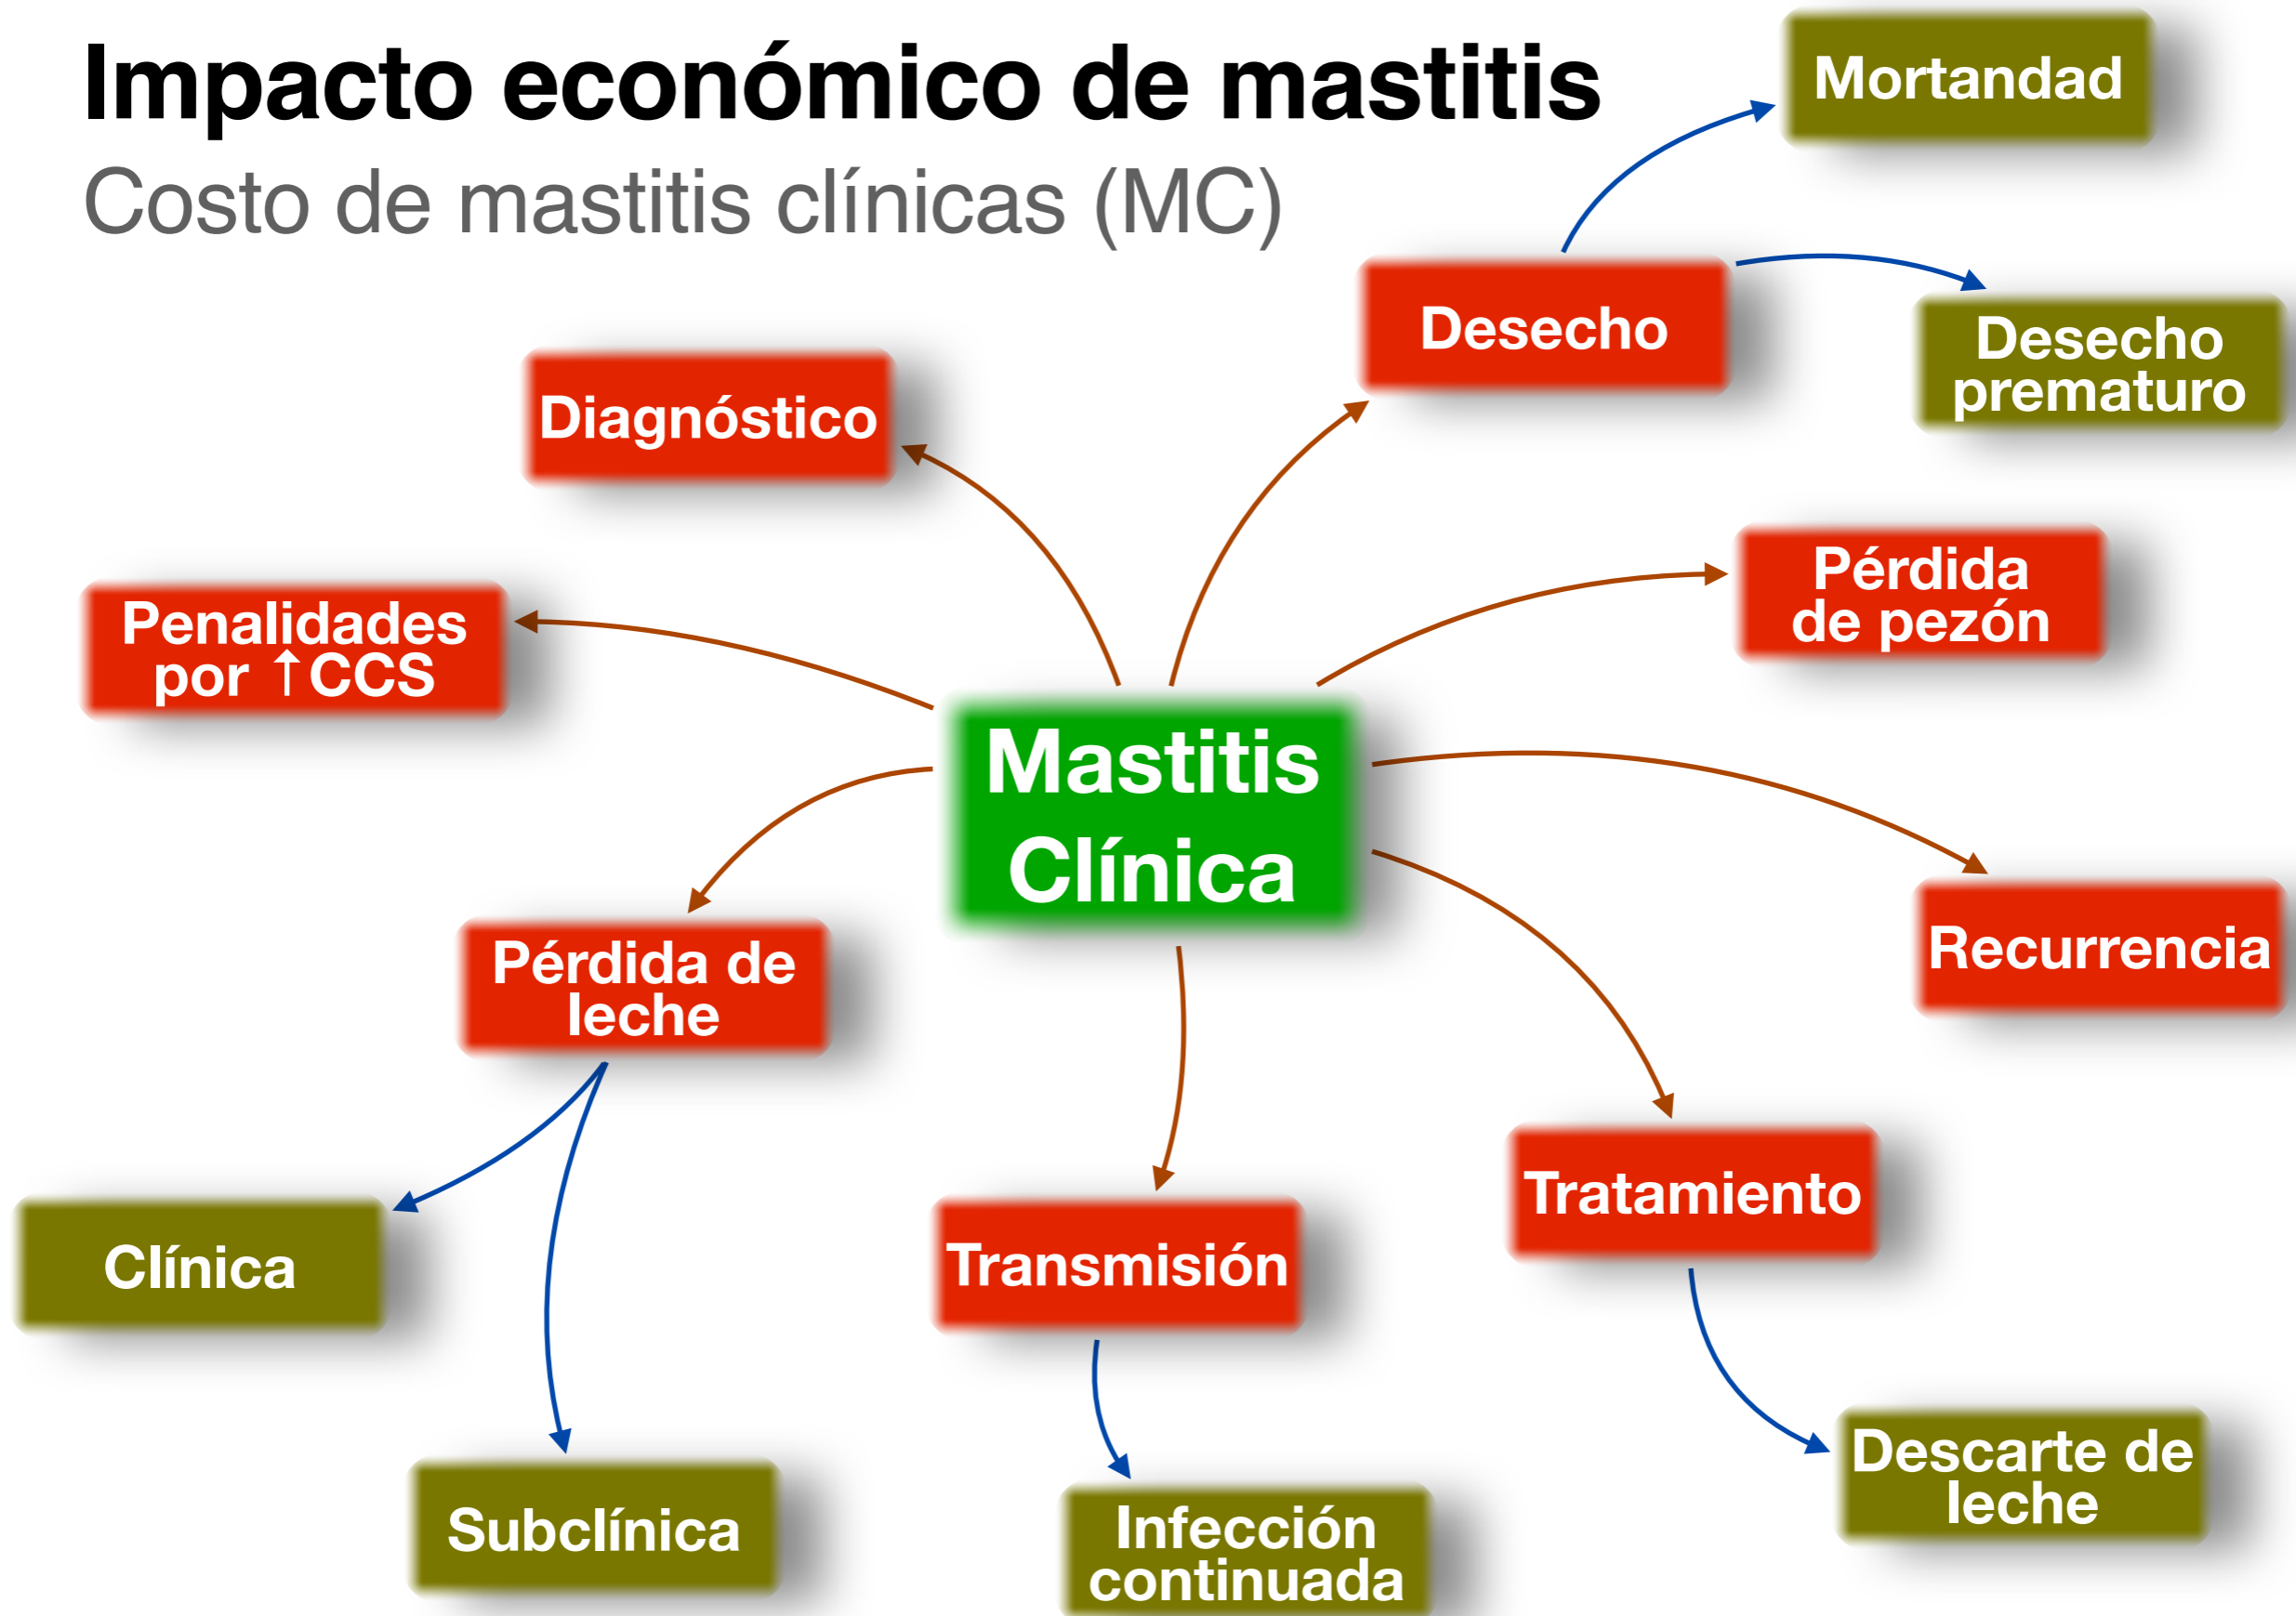 Impacto económico de mastitis
Costo de mastitis clínicas (MC)
Mortandad
Desecho
Desecho
prematuro
Diagnóstico
Pérdida
de pezón
Penalidades
por ↑CCS
Mastitis
Clínica
Recurrencia
Pérdida de
leche
Tratamiento
Transmisión
Clínica
Descarte de
leche
Subclínica
Infección
continuada